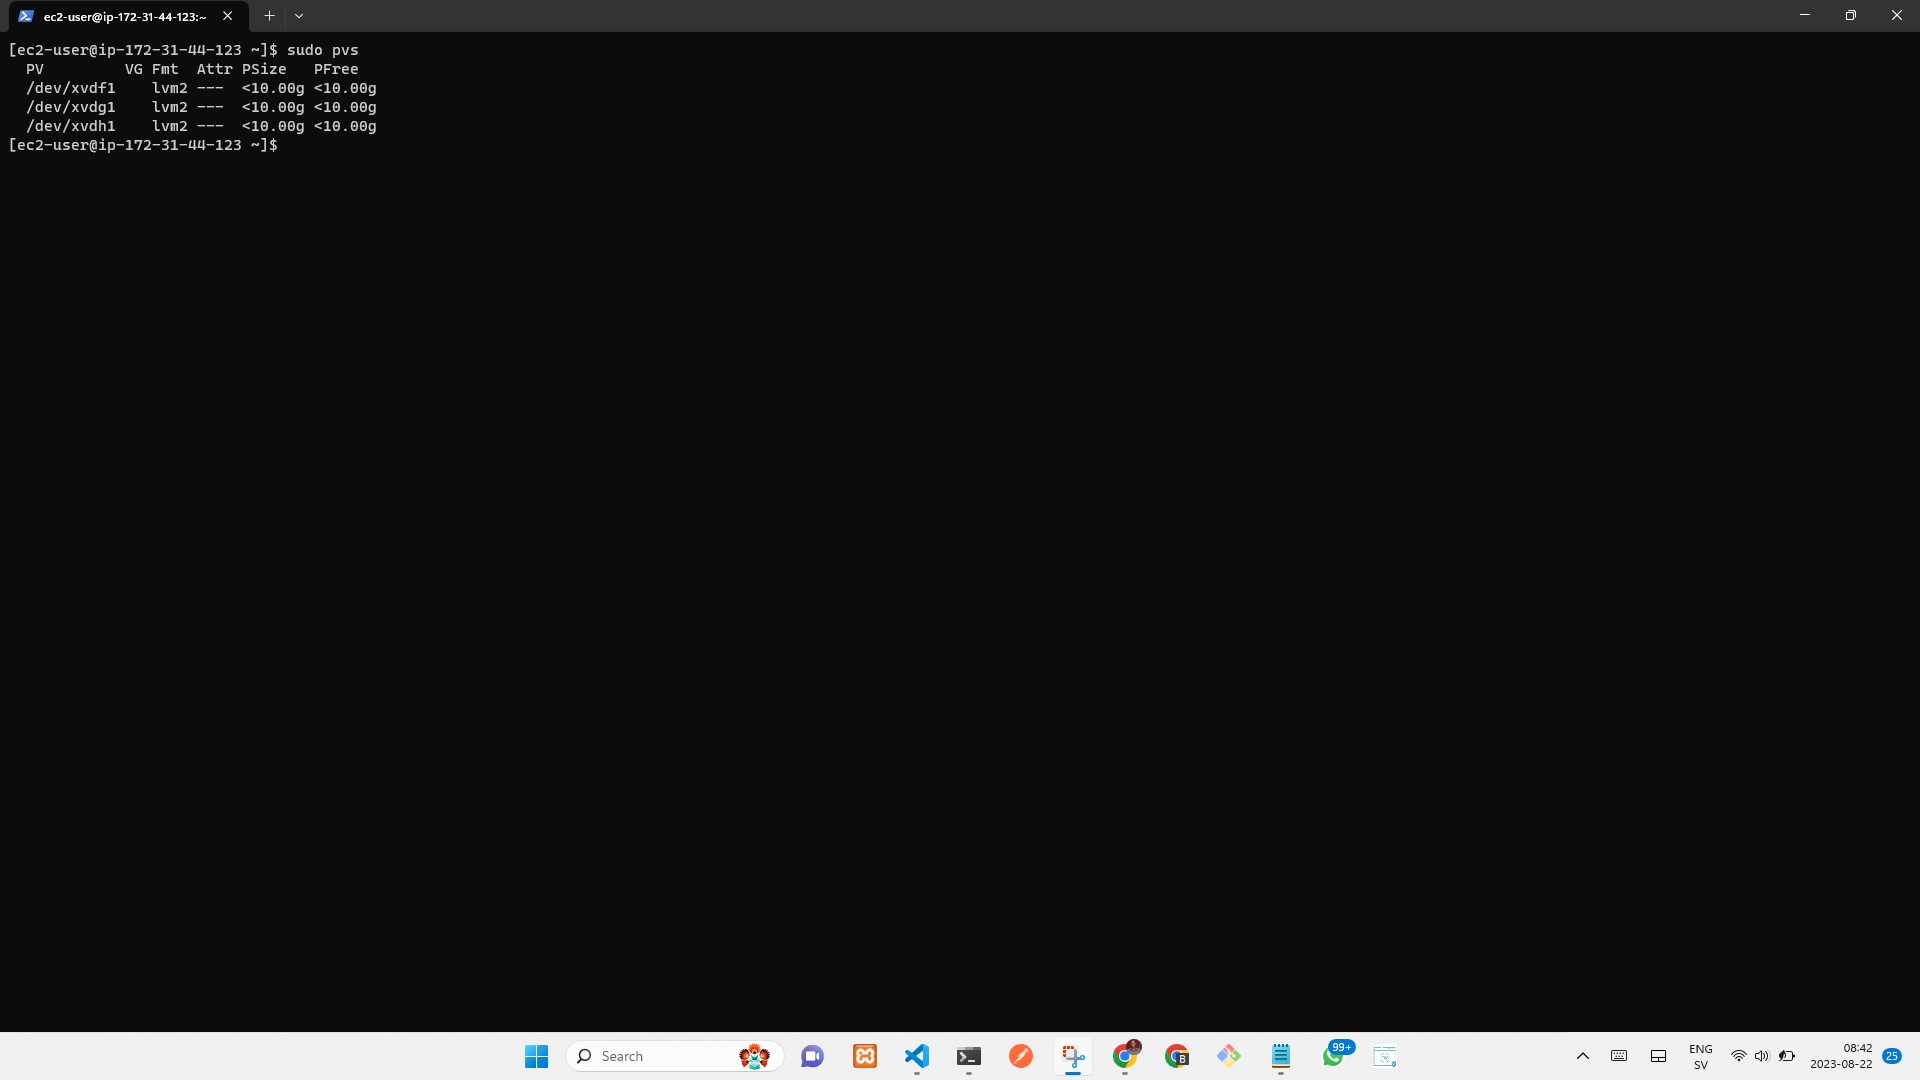 ec2-user@ip-172-31-44-123:~
[ec2-user@ip-172-31-44-123 ~]$ sudo pvs
  PV         VG Fmt  Attr PSize   PFree
  /dev/xvdf1    lvm2 ---  <10.00g <10.00g
  /dev/xvdg1    lvm2 ---  <10.00g <10.00g
  /dev/xvdh1    lvm2 ---  <10.00g <10.00g
[ec2-user@ip-172-31-44-123 ~]$
Search
B
99+
ENG
SV
08:42
2023-08-22
25